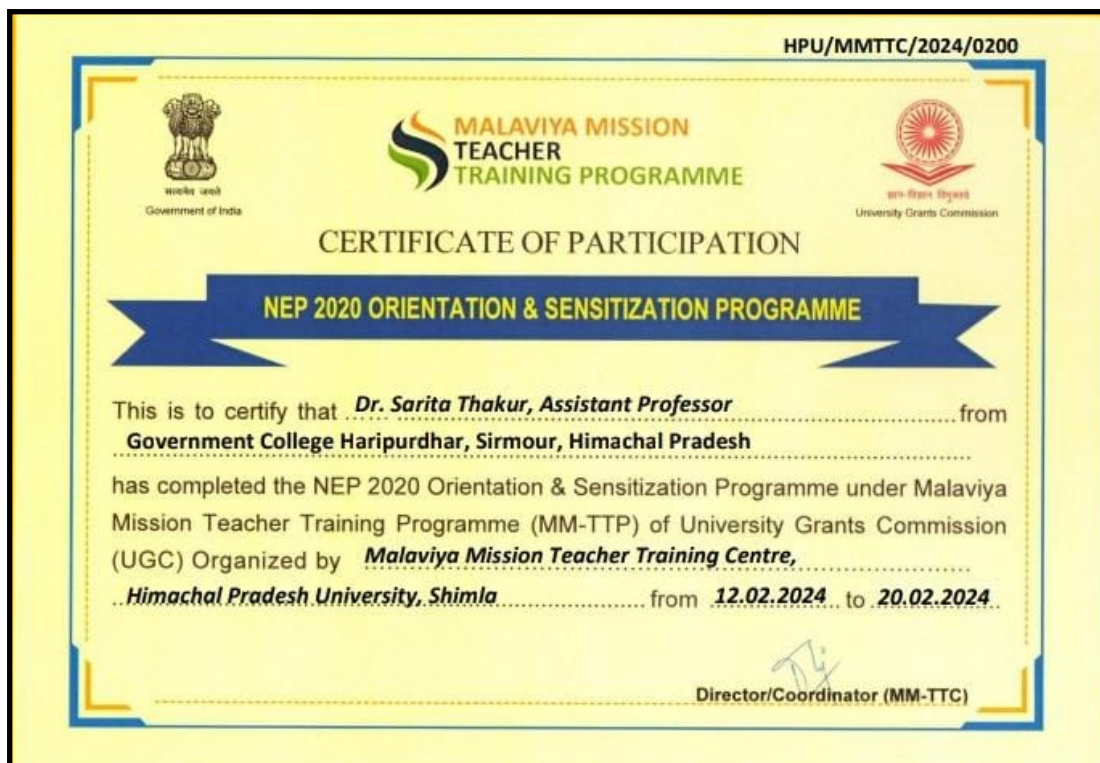 HPU/MMTTC/2024/0200
MALAVIYA MISSION
TEACHER
TRAINING PROGRAMME
सत्यमेव जयते
Government of India
ज्ञान-विज्ञान विमुक्तये
University Grants Commission
CERTIFICATE OF PARTICIPATION
NEP 2020 ORIENTATION & SENSITIZATION PROGRAMME
This is to certify that Dr. Sarita Thakur, Assistant Professor from
Government College Haripurdhar, Sirmour, Himachal Pradesh
has completed the NEP 2020 Orientation & Sensitization Programme under Malaviya
Mission Teacher Training Programme (MM-TTP) of University Grants Commission
(UGC) Organized by Malaviya Mission Teacher Training Centre,
Himachal Pradesh University, Shimla from 12.02.2024 to 20.02.2024
Director/Coordinator (MM-TTC)